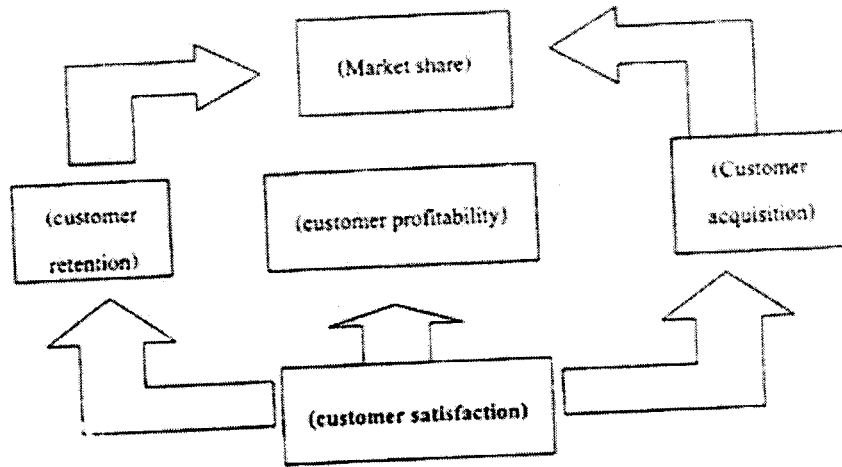 (Market share)
(customer
retention)
(customer profitability)
(Customer
acquisition)
(customer satisfaction)